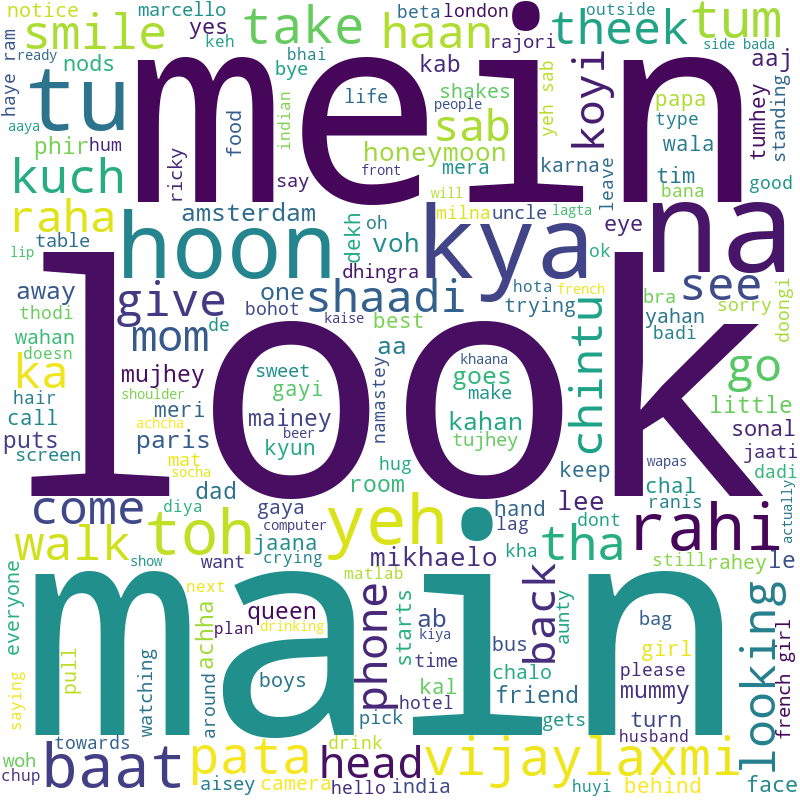 notice
marcello
smile
yes
take
haan
beta
london
rajori
theek
outside
tum
side bada
aaj
haye ram
ready
nods
keh
bhai
bye
kab
shakes
koyi
yeh sab
tu
mein
life
people
sab
papa
type
wala
tumhey
standing
aaya
phir
hum
ricky
food
indian
say
front
honeymoon
mera
karna
tim
bana
good
kuch
will
leave
raha
amsterdam
oh
milna
uncle
lagta
eye
na
table
hoon
dekh
voh
kya
ok
lip
dhingra
hota
french
yahan
see
away
give
one
de
bohot
shaadi
trying
bra
badi
sorry
doongi
thodi
wahan
mom
kaise
best
aa
chintu
doesn
ka
mujhey
look
sweet
gayi
khaana
goes
make
go
hair
shoulder
meri
mainey
namastey
kahan
little
call
achcha
beer
tujhey
puts
paris
kyun
sonal
screen
mat
socha
hug
keep
wapas
jaati
dad
room
chal
dadi
come
diya
gaya
computer
yeh
lag
hand
lee
ranis
actually
walk
toh
jaana
crying
mikhaelo
kha
tha
dont
rahi
everyone
show
want
matlab
still
rahey
le
next
main
achha
queen
plan
drinking
phone
starts
ab
kiya
back
aunty
bag
girl
looking
french girl
saying
pull
watching
around
boys
time
bus
chalo
please
mummy
hotel
kal
friend
pick
gets
turn
husband
towards
woh
chup
baat
pata
drink
head
vijaylaxmi
aisey
camera
hello
india
huyi
behind
face